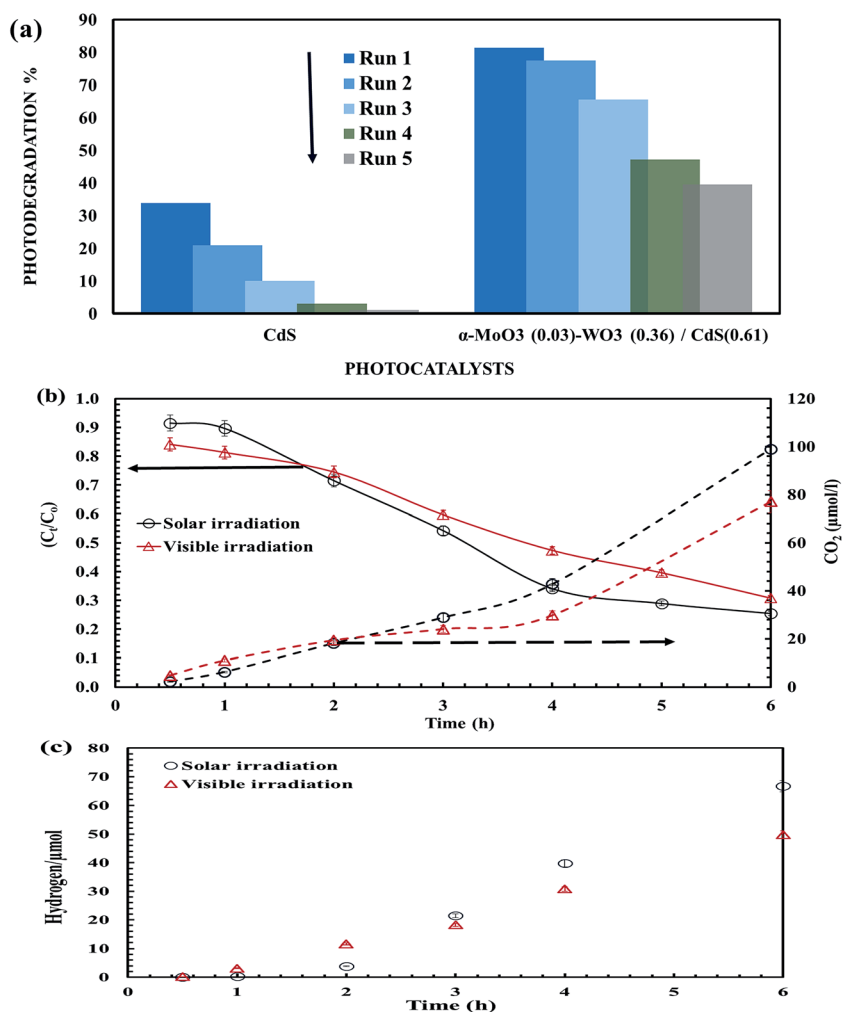 (a)
PHOTODEGRADATION %
90
80
70
60
50
40
30
20
10
0
Run 1
Run 2
Run 3
Run 4
Run 5
CdS
α-MoO3 (0.03)-WO3 (0.36) / CdS(0.61)
PHOTOCATALYSTS
(b)
(Ct/Co)
1.0
0.9
0.8
0.7
0.6
0.5
0.4
0.3
0.2
0.1
0.0
Solar irradiation
Visible irradiation
120
100
80
60
40
20
0
CO2 (µmol/l)
0 1 2 3 4 5 6
Time (h)
(c)
Hydrogen/µmol
80
70
60
50
40
30
20
10
0
Solar irradiation
Visible irradiation
0 1 2 3 4 5 6
Time (h)